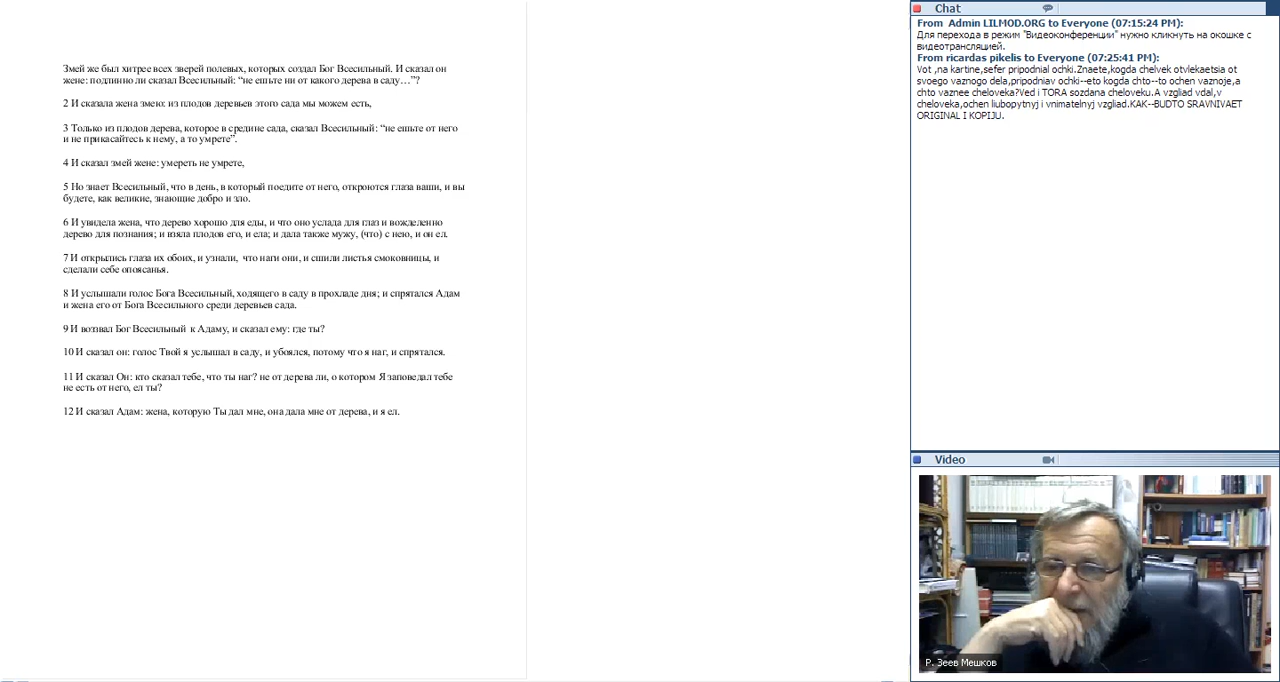 Змей же был хитрее всех зверей полевых, которых создал Бог Всесильный. И сказал он
жене: подлинно ли сказал Всесильный: “не ешьте ни от какого дерева в саду…”?
2 И сказала жена змею: из плодов деревьев этого сада мы можем есть,
3 Только из плодов дерева, которое в средине сада, сказал Всесильный: “не ешьте от него
и не прикасайтесь к нему, а то умрете”.
4 И сказал змей жене: умереть не умрете,
5 Но знает Всесильный, что в день, в который поедите от него, откроются глаза ваши, и вы
будете, как великие, знающие добро и зло.
6 И увидела жена, что дерево хорошо для еды, и что оно услада для глаз и вожделенно
дерево для познания; и взяла плодов его, и ела; и дала также мужу, (что) с нею, и он ел.
7 И открылись глаза их обоих, и узнали, что наги они, и сшили листья смоковницы, и
сделали себе опоясанья.
8 И услышали голос Бога Всесильный, ходящего в саду в прохладе дня; и спрятался Адам
и жена его от Бога Всесильного среди деревьев сада.
9 И воззвал Бог Всесильный к Адаму, и сказал ему: где ты?
10 И сказал он: голос Твой я услышал в саду, и убоялся, потому что я наг, и спрятался.
11 И сказал Он: кто сказал тебе, что ты наг? не от дерева ли, о котором Я заповедал тебе
не есть от него, ел ты?
12 И сказал Адам: жена, которую Ты дал мне, она дала мне от дерева, и я ел.
Chat
From Admin LILMOD.ORG to Everyone (07:15:24 PM):
Для перехода в режим "Видеоконференции" нужно кликнуть на окошке с
видеотрансляцией.
From ricardas pikelis to Everyone (07:25:41 PM):
Vot ,na kartine,sefer pripodnial ochki.Znaete,kogda chelvek otvlekaetsia ot
svoego vaznogo dela,pripodniav ochki--eto kogda chto--to ochen vaznoje,a
chto vaznee cheloveka?Ved i TORA sozdana cheloveku.A vzgliad vdal,v
cheloveka,ochen liubopytnyj i vnimatelnyj vzgliad.KAK--BUDTO SRAVNIVAET
ORIGINAL I KOPIJU.
Video
Р. Зеев Мешков